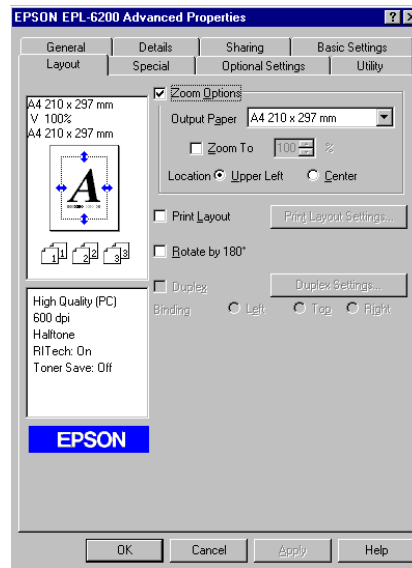 EPSON EPL-6200 Advanced Properties
General Details Sharing Basic Settings
Layout Special Optional Settings Utility
A4 210 x 297 mm
V 100%
A4 210 x 297 mm
A
1 1 2 2 3 3
High Quality (PC)
600 dpi
Halftone
RITech: On
Toner Save: Off
EPSON
Zoom Options
Output Paper A4 210 x 297 mm
Zoom To 100 %
Location Upper Left Center
Print Layout Print Layout Settings...
Rotate by 180°
Duplex Duplex Settings...
Binding Left Top Right
OK Cancel Apply Help